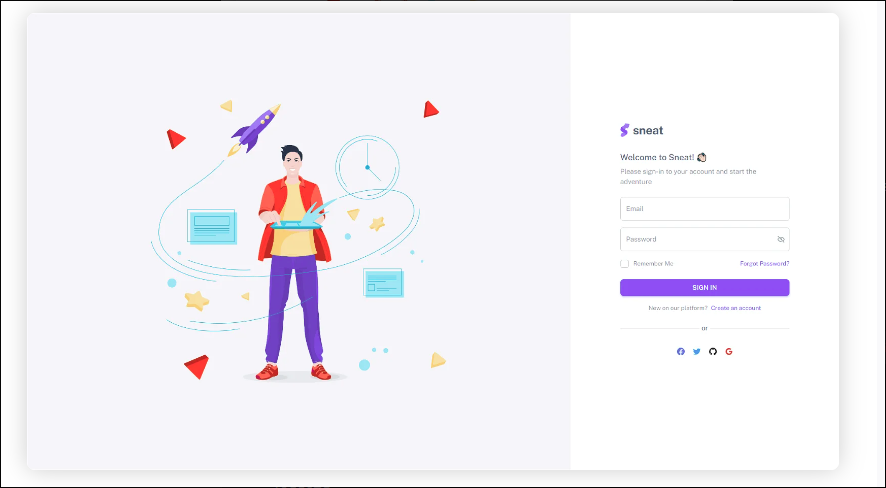 sneat
Welcome to Sneat! 👋🏻
Please sign-in to your account and start the
adventure
Email
Password
Remember Me
Forgot Password?
SIGN IN
New on our platform? Create an account
or